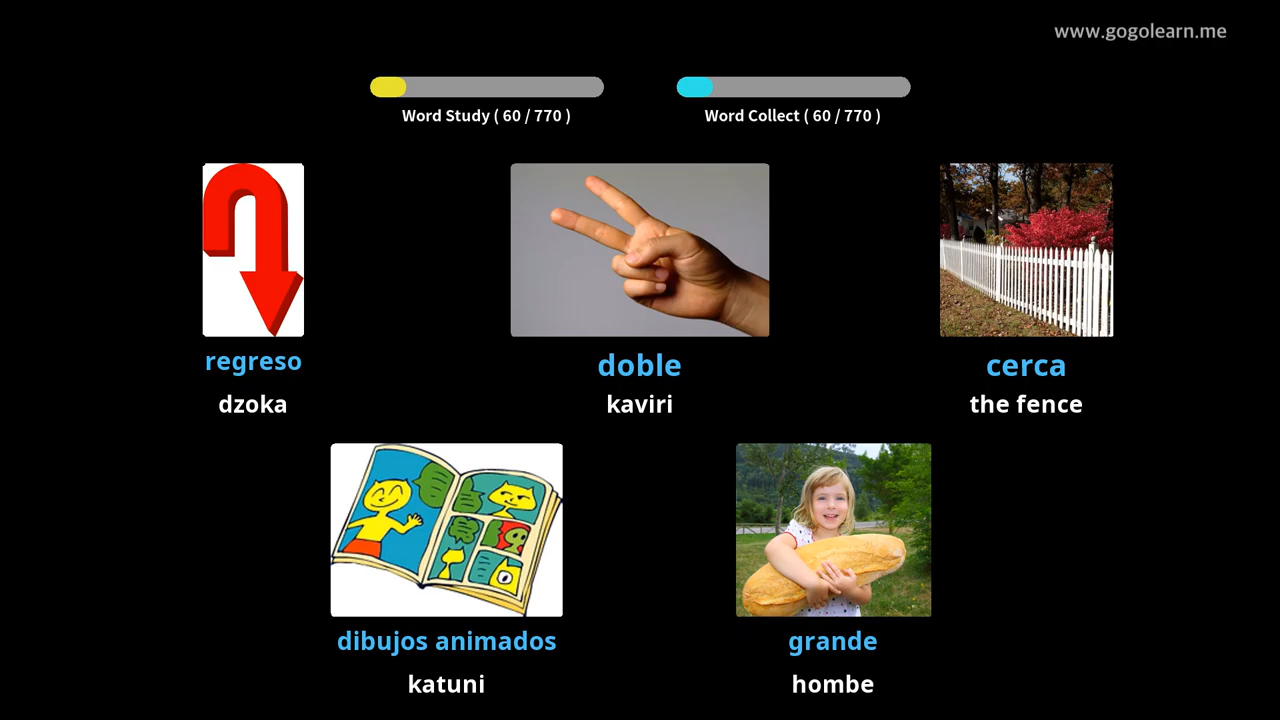 www.gogolearn.me
Word Study ( 60 / 770 )
Word Collect ( 60 / 770 )
regreso
dzoka
doble
kaviri
cerca
the fence
dibujos animados
katuni
grande
hombe